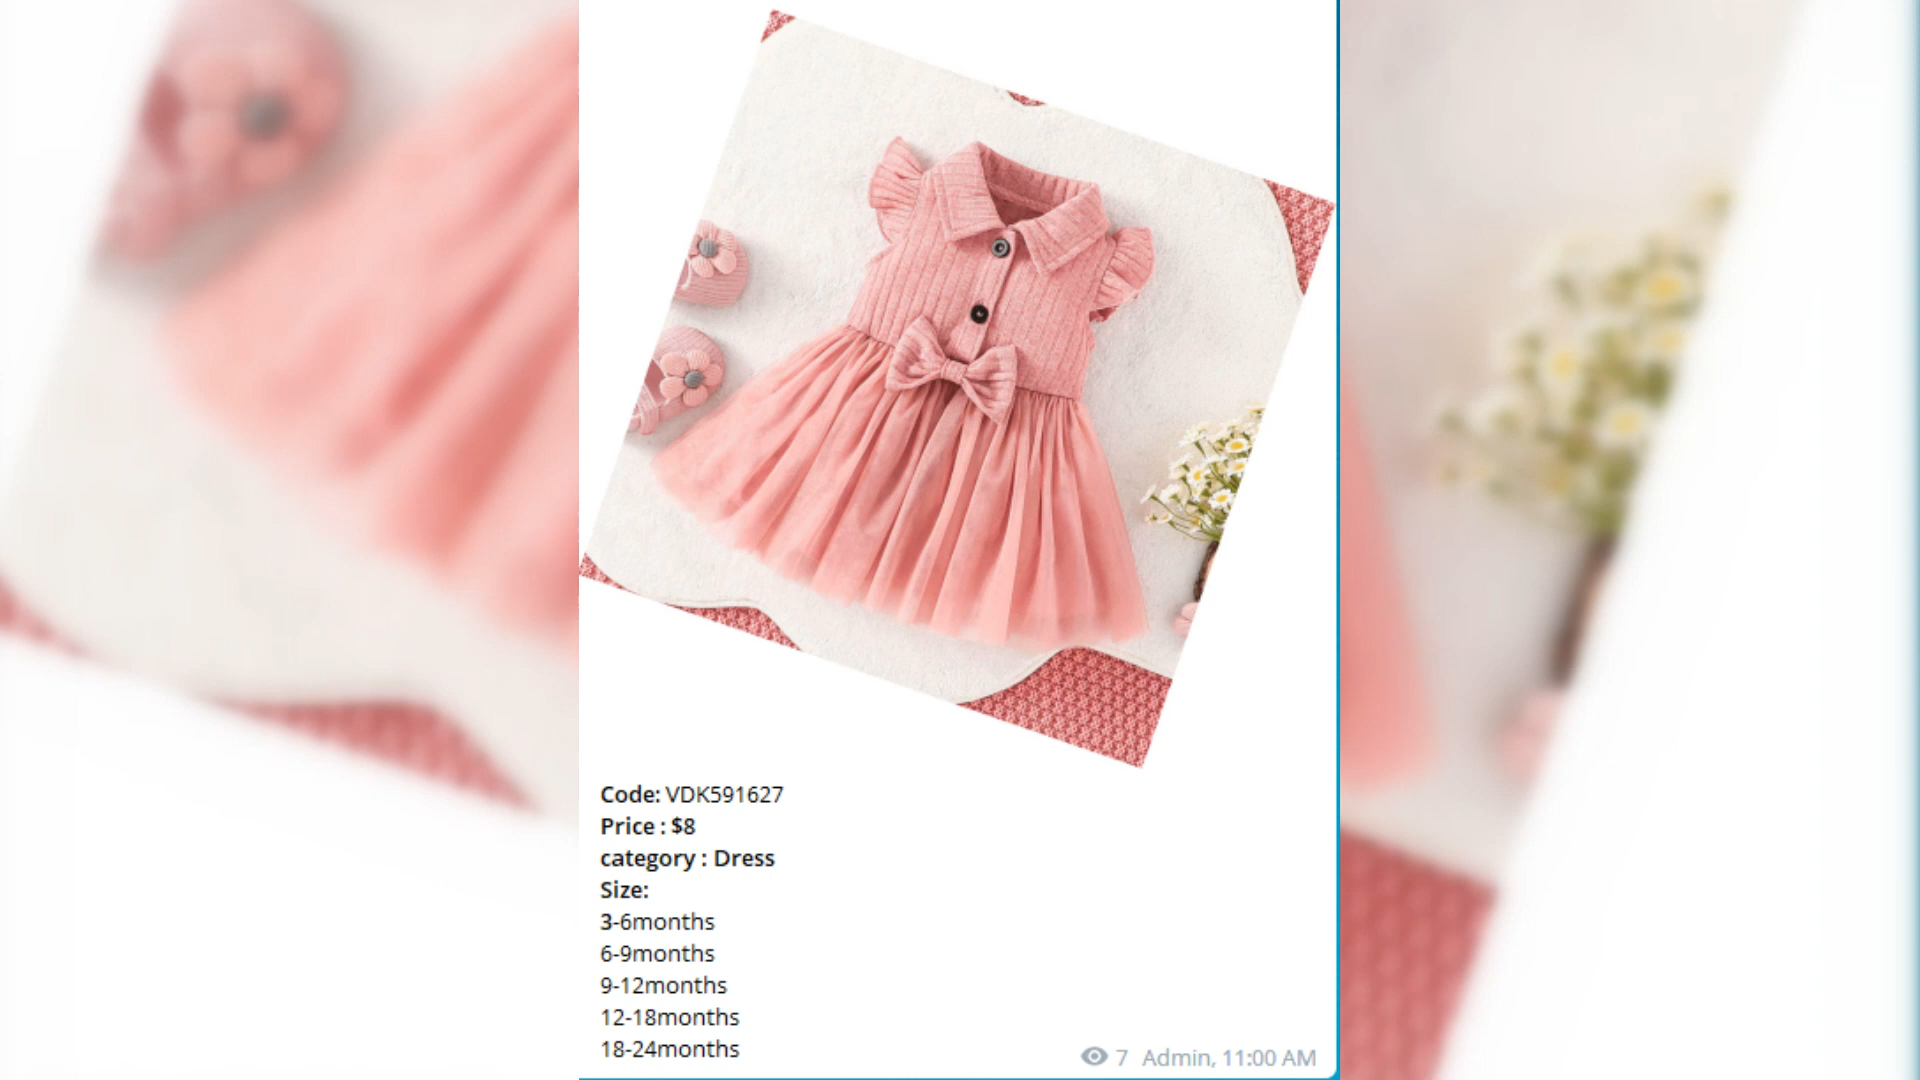 Code: VDK591627
Price : $8
category : Dress
Size:
3-6months
6-9months
9-12months
12-18months
18-24months
7 Admin, 11:00 AM